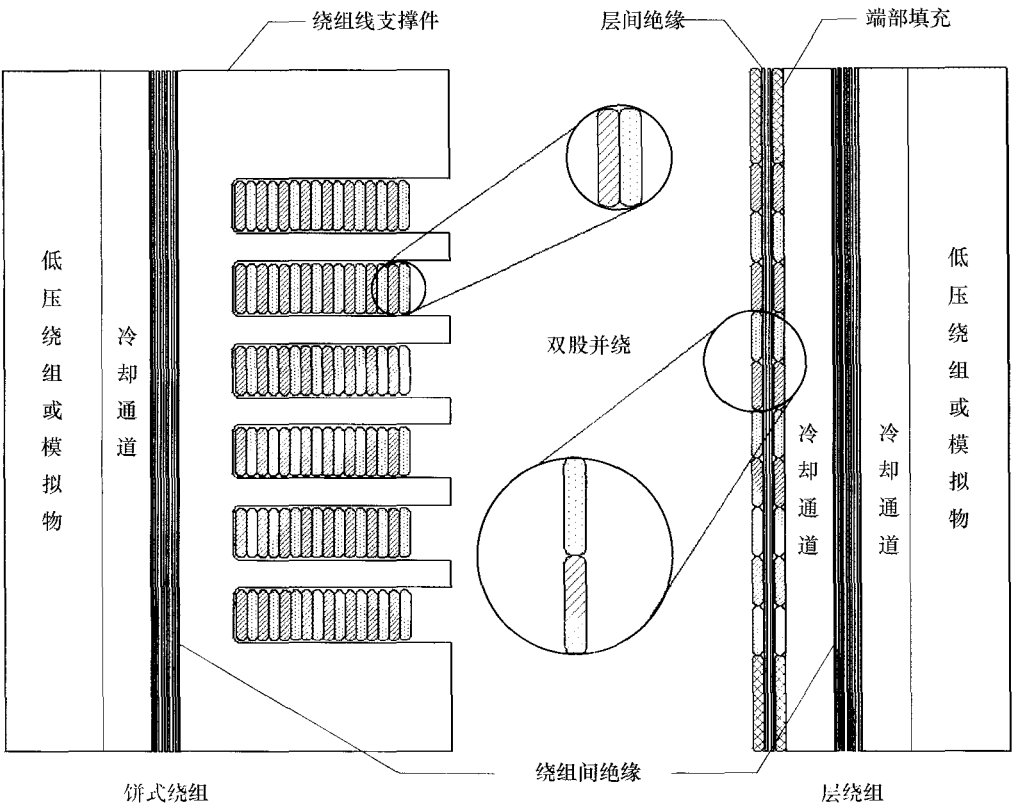 绕组线支撑件
层间绝缘
端部填充
低压绕组或模拟物
冷却通道
双股并绕
冷却通道
冷却通道
低压绕组或模拟物
绕组间绝缘
饼式绕组
层绕组